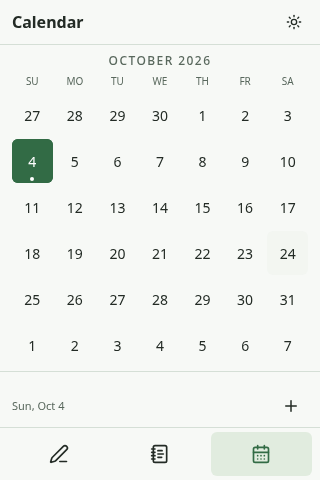 Calendar
OCTOBER 2026
SU MO TU WE TH FR SA
27 28 29 30 1 2 3
4 5 6 7 8 9 10
11 12 13 14 15 16 17
18 19 20 21 22 23 24
25 26 27 28 29 30 31
1 2 3 4 5 6 7
Sun, Oct 4